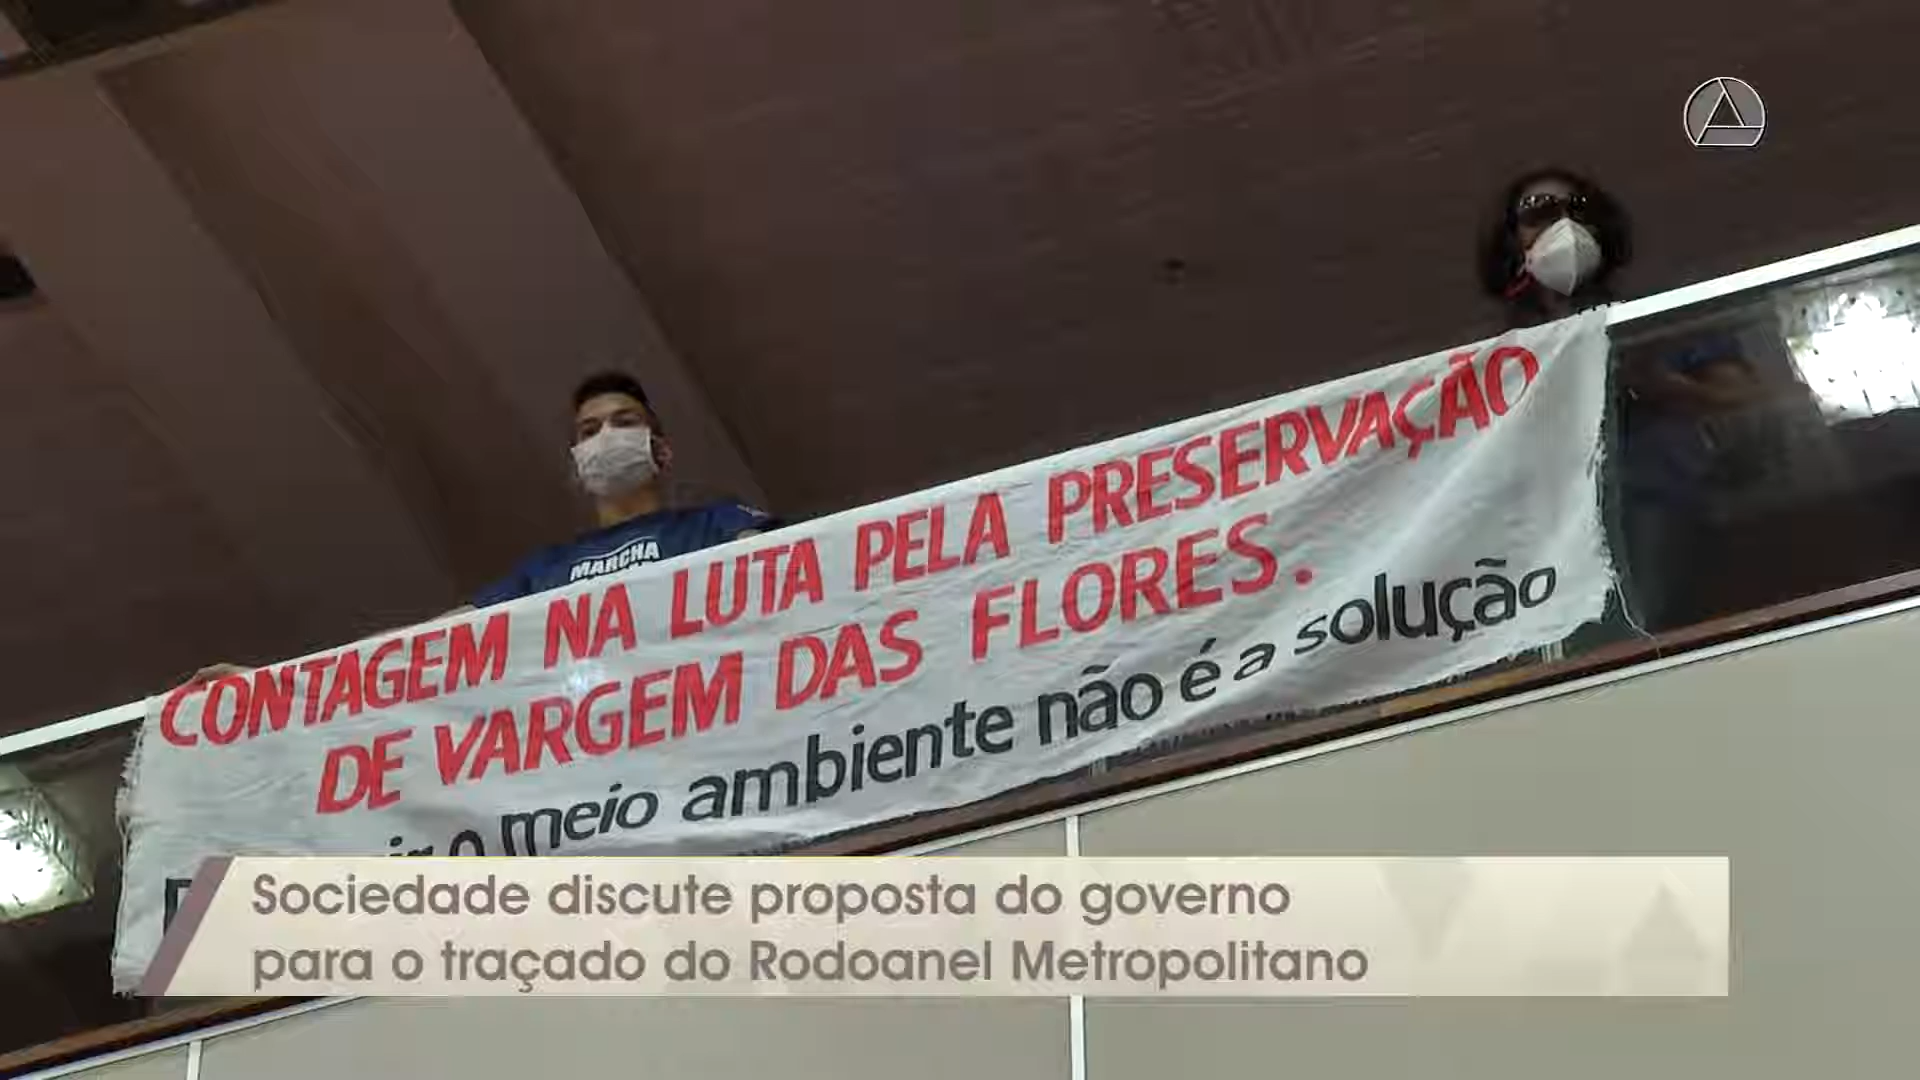 MARCHA
CONTAGEM NA LUTA PELA PRESERVAÇÃO
DE VARGEM DAS FLORES.
o meio ambiente não é a solução
Sociedade discute proposta do governo
para o traçado do Rodoanel Metropolitano